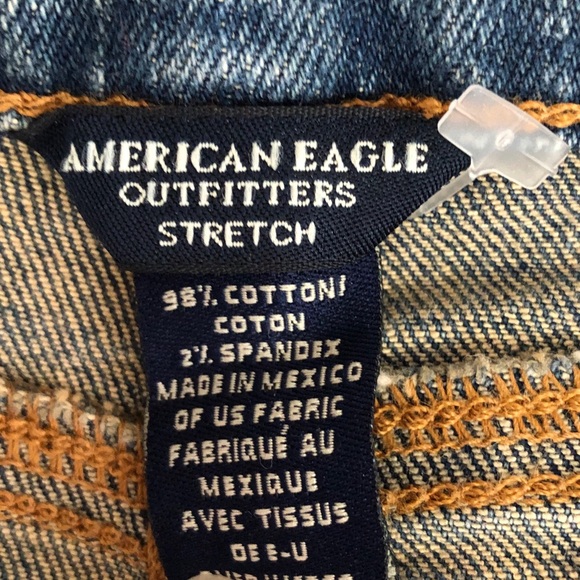 AMERICAN EAGLE
OUTFITTERS
STRETCH
98% COTTON/
COTON
2% SPANDEX
MADE IN MEXICO
OF US FABRIC
FABRIQUÉ AU
MEXIQUE
AVEC TISSUS
DE E-U